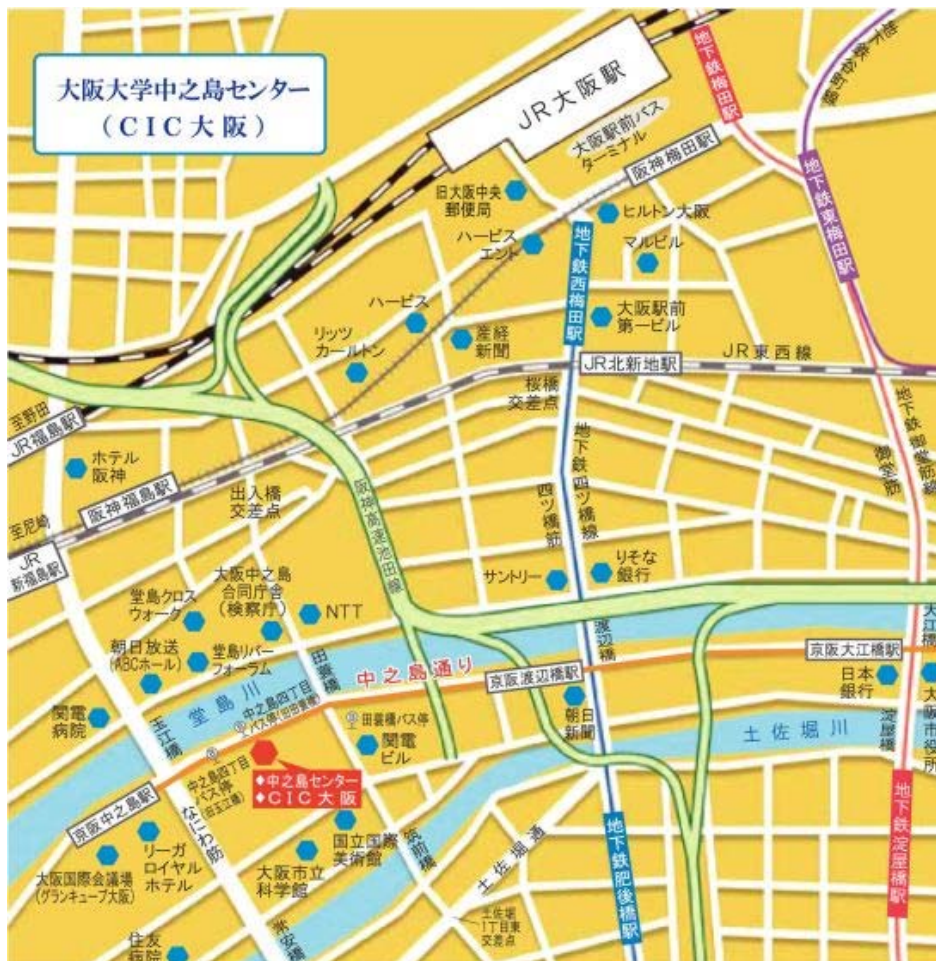 大阪大学中之島センター
(CIC大阪)
JR大阪駅
地下鉄梅田駅
地下鉄谷町線
大阪駅前バス
ターミナル
阪神梅田駅
地下鉄東梅田駅
旧大阪中央
郵便局
ヒルトン大阪
ハービス
エント
地下鉄西梅田駅
マルビル
ハービス
大阪駅前
第一ビル
リッツ
カールトン
産経
新聞
JR東西線
JR北新地駅
桜橋
交差点
至野田
JR福島駅
ホテル
阪神
阪神福島駅
出入橋
交差点
阪神高速池田線
地下鉄四ツ橋線
四ツ橋筋
地下鉄御堂筋線
御堂筋
至尼崎
JR
新福島駅
大阪中之島
合同庁舎
(検察庁)
堂島クロス
ウォーク
NTT
サントリー
りそな
銀行
朝日放送
(ABCホール)
堂島リバー
フォーラム
田蓑橋
渡辺橋
大江橋
中之島通り
京阪渡辺橋駅
京阪大江橋駅
堂島川
中之島四丁目
バス停(旧田蓑橋)
田蓑橋バス停
関電
病院
玉江橋
関電
ビル
朝日
新聞
日本
銀行
淀屋橋
大阪市役所
土佐堀川
◆中之島センター
◆CIC大阪
中之島四丁目
バス停
(旧玉江橋)
京阪中之島駅
なにわ筋
地下鉄淀屋橋駅
リーガ
ロイヤル
ホテル
大阪国際会議場
(グランキューブ大阪)
国立国際
美術館
大阪市立
科学館
筑前橋
土佐堀通
地下鉄肥後橋駅
土佐堀
1丁目東
交差点
常安橋
住友
病院